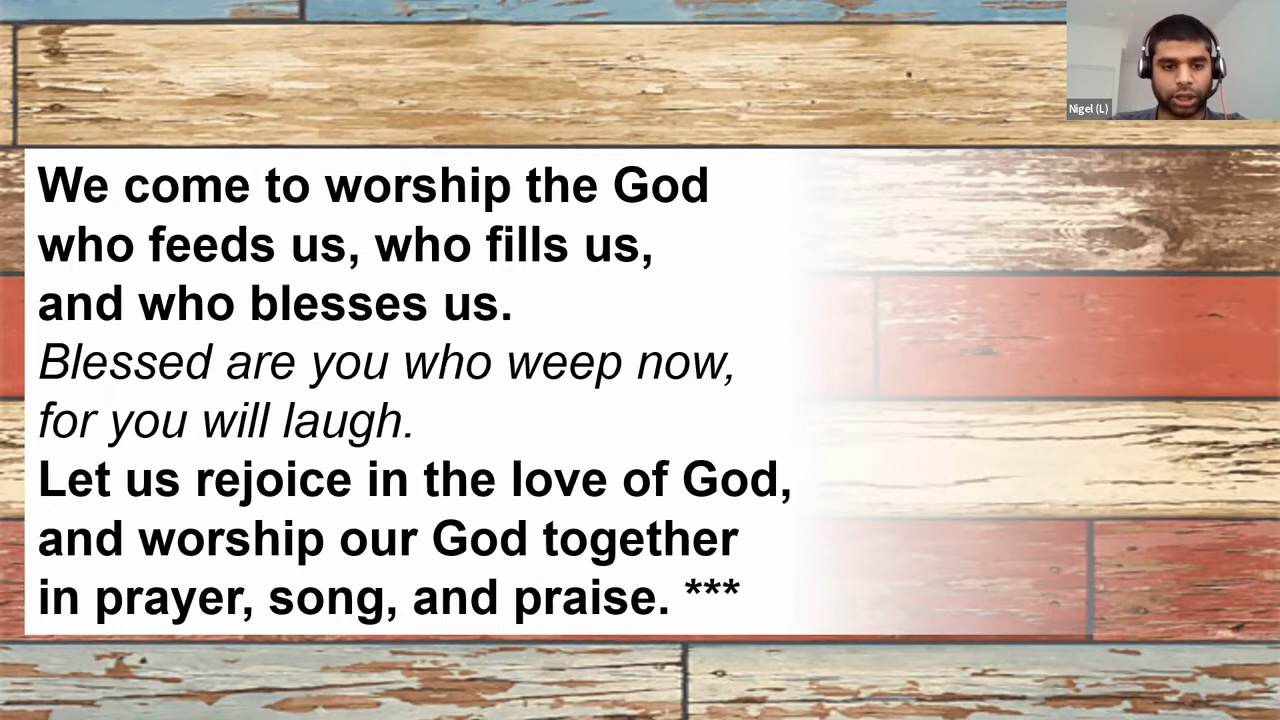 Nigel (L)
We come to worship the God
who feeds us, who fills us,
and who blesses us.
Blessed are you who weep now,
for you will laugh.
Let us rejoice in the love of God,
and worship our God together
in prayer, song, and praise. ***